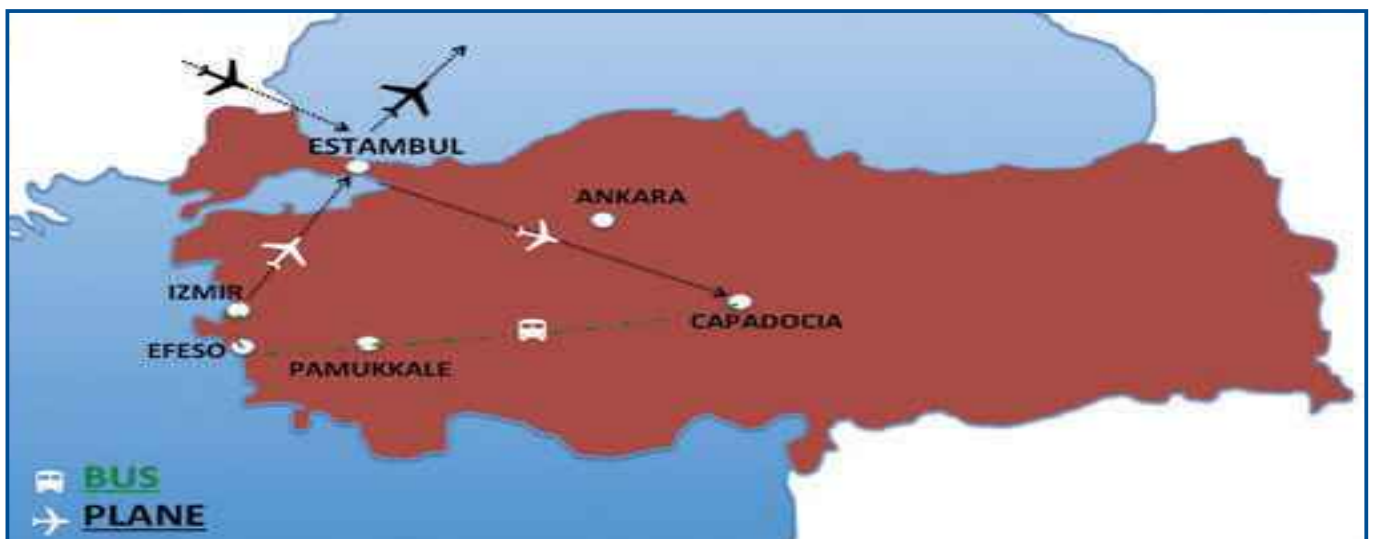 ESTAMBUL
ANKARA
IZMIR
CAPADOCIA
EFESO
PAMUKKALE
BUS
PLANE